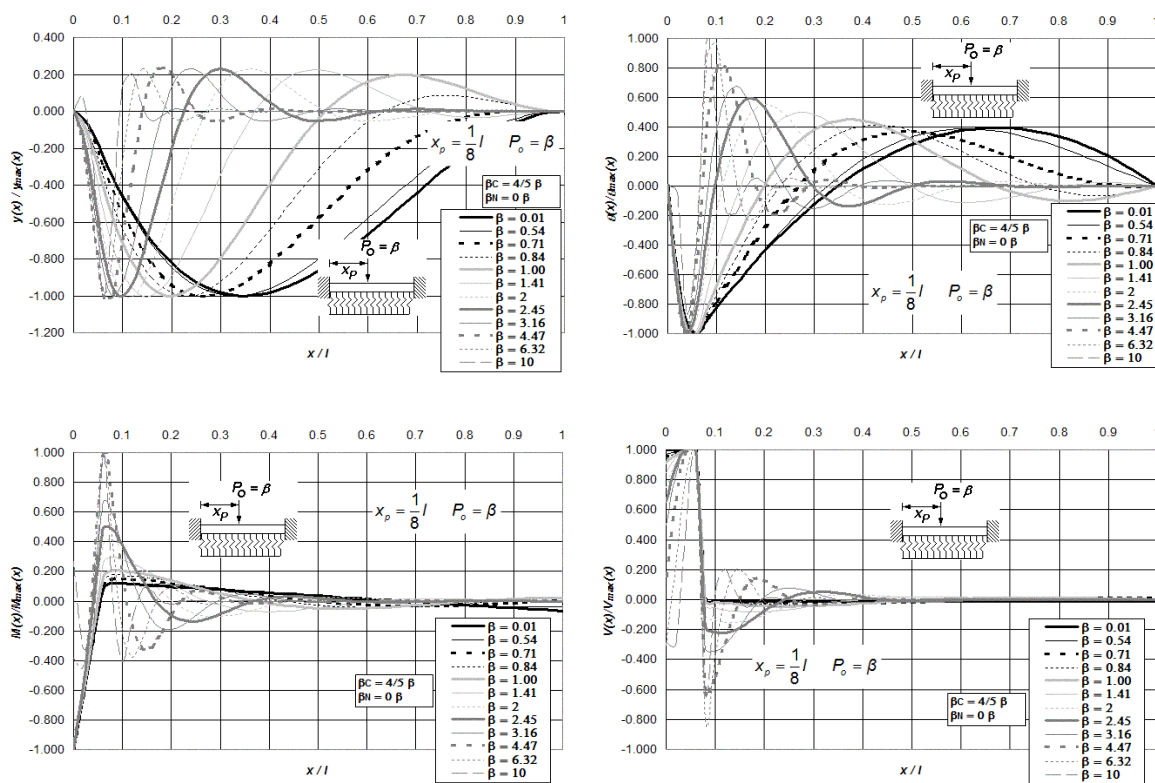 0 0.1 0.2 0.3 0.4 0.5 0.6 0.7 0.8 0.9 1
0.400
0.200
0.000
-0.200
-0.400
-0.600
-0.800
-1.000
-1.200
y(x)/ymax(x)
x / l
xp = 1/8 l Po = β
βC = 4/5 β
βN = 0 β
Po = β
xp
β = 0.01
β = 0.54
β = 0.71
β = 0.84
β = 1.00
β = 1.41
β = 2
β = 2.45
β = 3.16
β = 4.47
β = 6.32
β = 10
0 0.1 0.2 0.3 0.4 0.5 0.6 0.7 0.8 0.9 1
1.000
0.800
0.600
0.400
0.200
0.000
-0.200
-0.400
-0.600
-0.800
-1.000
x / l
Po = β
xp
βC = 4/5 β
βN = 0 β
xp = 1/8 l Po = β
β = 0.01
β = 0.54
β = 0.71
β = 0.84
β = 1.00
β = 1.41
β = 2
β = 2.45
β = 3.16
β = 4.47
β = 6.32
β = 10
0 0.1 0.2 0.3 0.4 0.5 0.6 0.7 0.8 0.9 1
1.000
0.800
0.600
0.400
0.200
0.000
-0.200
-0.400
-0.600
-0.800
-1.000
M(x)/Mmax(x)
x / l
Po = β
xp
xp = 1/8 l Po = β
βC = 4/5 β
βN = 0 β
β = 0.01
β = 0.54
β = 0.71
β = 0.84
β = 1.00
β = 1.41
β = 2
β = 2.45
β = 3.16
β = 4.47
β = 6.32
β = 10
0 0.1 0.2 0.3 0.4 0.5 0.6 0.7 0.8 0.9 1
1.000
0.800
0.600
0.400
0.200
0.000
-0.200
-0.400
-0.600
-0.800
-1.000
V(x)/Vmax(x)
x / l
Po = β
xp
xp = 1/8 l Po = β
βC = 4/5 β
βN = 0 β
β = 0.01
β = 0.54
β = 0.71
β = 0.84
β = 1.00
β = 1.41
β = 2
β = 2.45
β = 3.16
β = 4.47
β = 6.32
β = 10